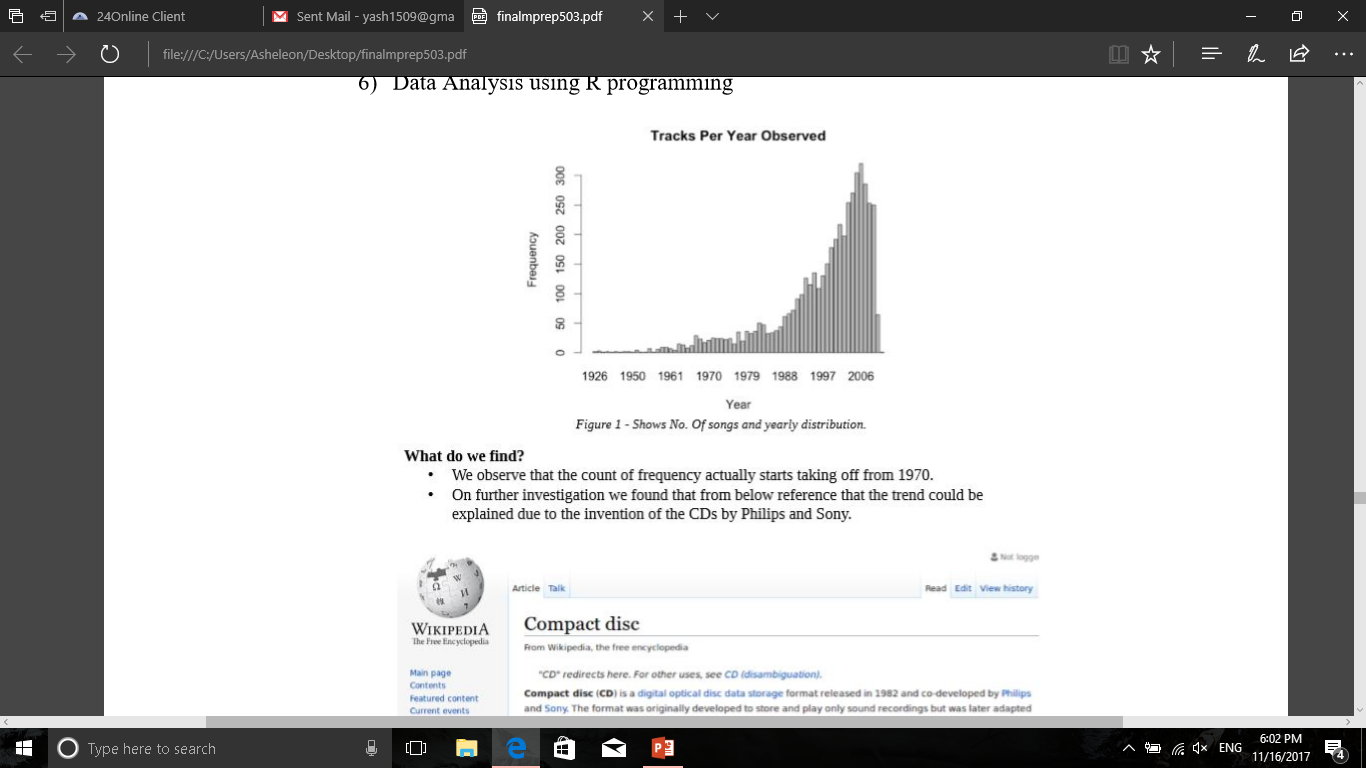 24Online Client
Sent Mail - yash1509@gma
finalmprep503.pdf
file:///C:/Users/Asheleon/Desktop/finalmprep503.pdf
6) Data Analysis using R programming
Tracks Per Year Observed
Frequency
300
250
200
150
100
50
0
1926 1950 1961 1970 1979 1988 1997 2006
Year
Figure 1 - Shows No. Of songs and yearly distribution.
What do we find?
• We observe that the count of frequency actually starts taking off from 1970.
• On further investigation we found that from below reference that the trend could be
explained due to the invention of the CDs by Philips and Sony.
Not logge
Article Talk Read Edit View history
WIKIPEDIA
The Free Encyclopedia
Compact disc
From Wikipedia, the free encyclopedia
"CD" redirects here. For other uses, see CD (disambiguation).
Main page
Contents
Featured content
Current events
Compact disc (CD) is a digital optical disc data storage format released in 1982 and co-developed by Philips
and Sony. The format was originally developed to store and play only sound recordings but was later adapted
Type here to search
ENG
6:02 PM
11/16/2017
4